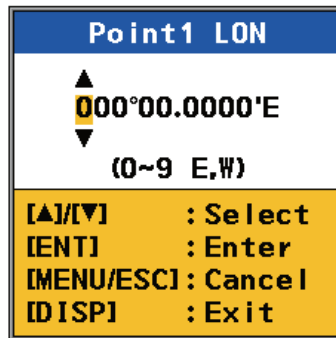 Point1 LON
▲
000°00.0000'E
▼
(0~9 E,W)
[▲]/[▼] :Select
[ENT] :Enter
[MENU/ESC]:Cancel
[DISP] :Exit